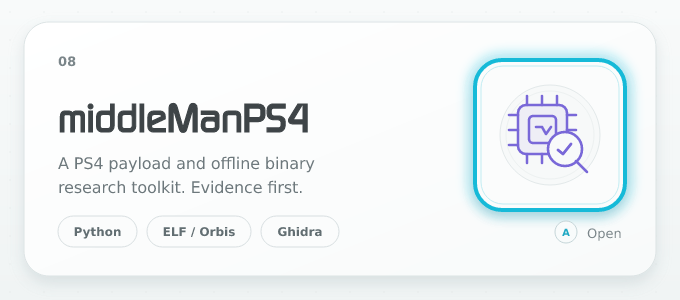 08
middleManPS4
A PS4 payload and offline binary
research toolkit. Evidence first.
Python
ELF / Orbis
Ghidra
A Open